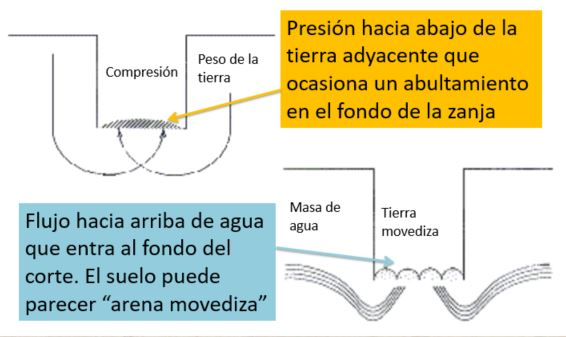 Compresión
Peso de la
tierra
Presión hacia abajo de la
tierra adyacente que
ocasiona un abultamiento
en el fondo de la zanja
Flujo hacia arriba de agua
que entra al fondo del
corte. El suelo puede
parecer “arena movediza”
Masa de
agua
Tierra
movediza